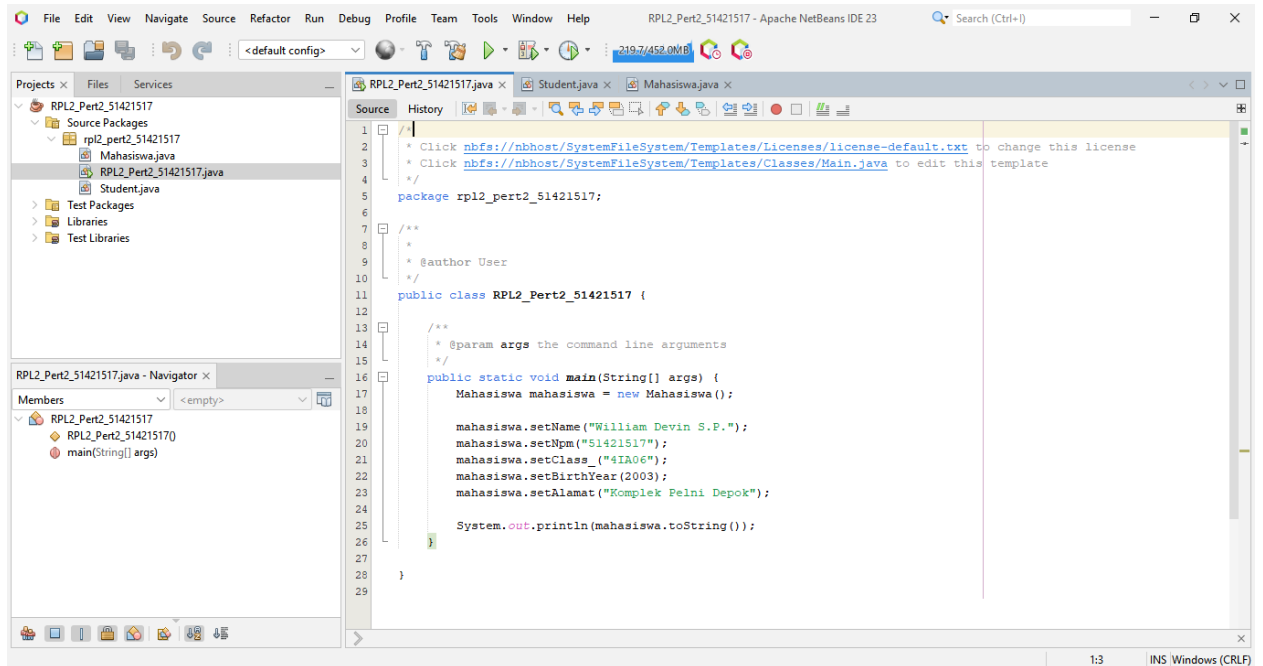 File Edit View Navigate Source Refactor Run Debug Profile Team Tools Window Help RPL2_Pert2_51421517 - Apache NetBeans IDE 23 Search (Ctrl+I)
<default config> 219.7/452.0MB
Projects Files Services
RPL2_Pert2_51421517
Source Packages
rpl2_pert2_51421517
Mahasiswa.java
RPL2_Pert2_51421517.java
Student.java
Test Packages
Libraries
Test Libraries
RPL2_Pert2_51421517.java - Navigator
Members <empty>
RPL2_Pert2_51421517
RPL2_Pert2_51421517()
main(String[] args)
RPL2_Pert2_51421517.java Student.java Mahasiswa.java
Source History
1 /*
2 * Click nbfs://nbhost/SystemFileSystem/Templates/Licenses/license-default.txt to change this license
3 * Click nbfs://nbhost/SystemFileSystem/Templates/Classes/Main.java to edit this template
4 */
5 package rpl2_pert2_51421517;
6
7 /**
8 *
9 * @author User
10 */
11 public class RPL2_Pert2_51421517 {
12
13 /**
14 * @param args the command line arguments
15 */
16 public static void main(String[] args) {
17 Mahasiswa mahasiswa = new Mahasiswa();
18
19 mahasiswa.setName("William Devin S.P.");
20 mahasiswa.setNpm("51421517");
21 mahasiswa.setClass_("4IA06");
22 mahasiswa.setBirthYear(2003);
23 mahasiswa.setAlamat("Komplek Pelni Depok");
24
25 System.out.println(mahasiswa.toString());
26 }
27
28 }
29
1:3 INS Windows (CRLF)